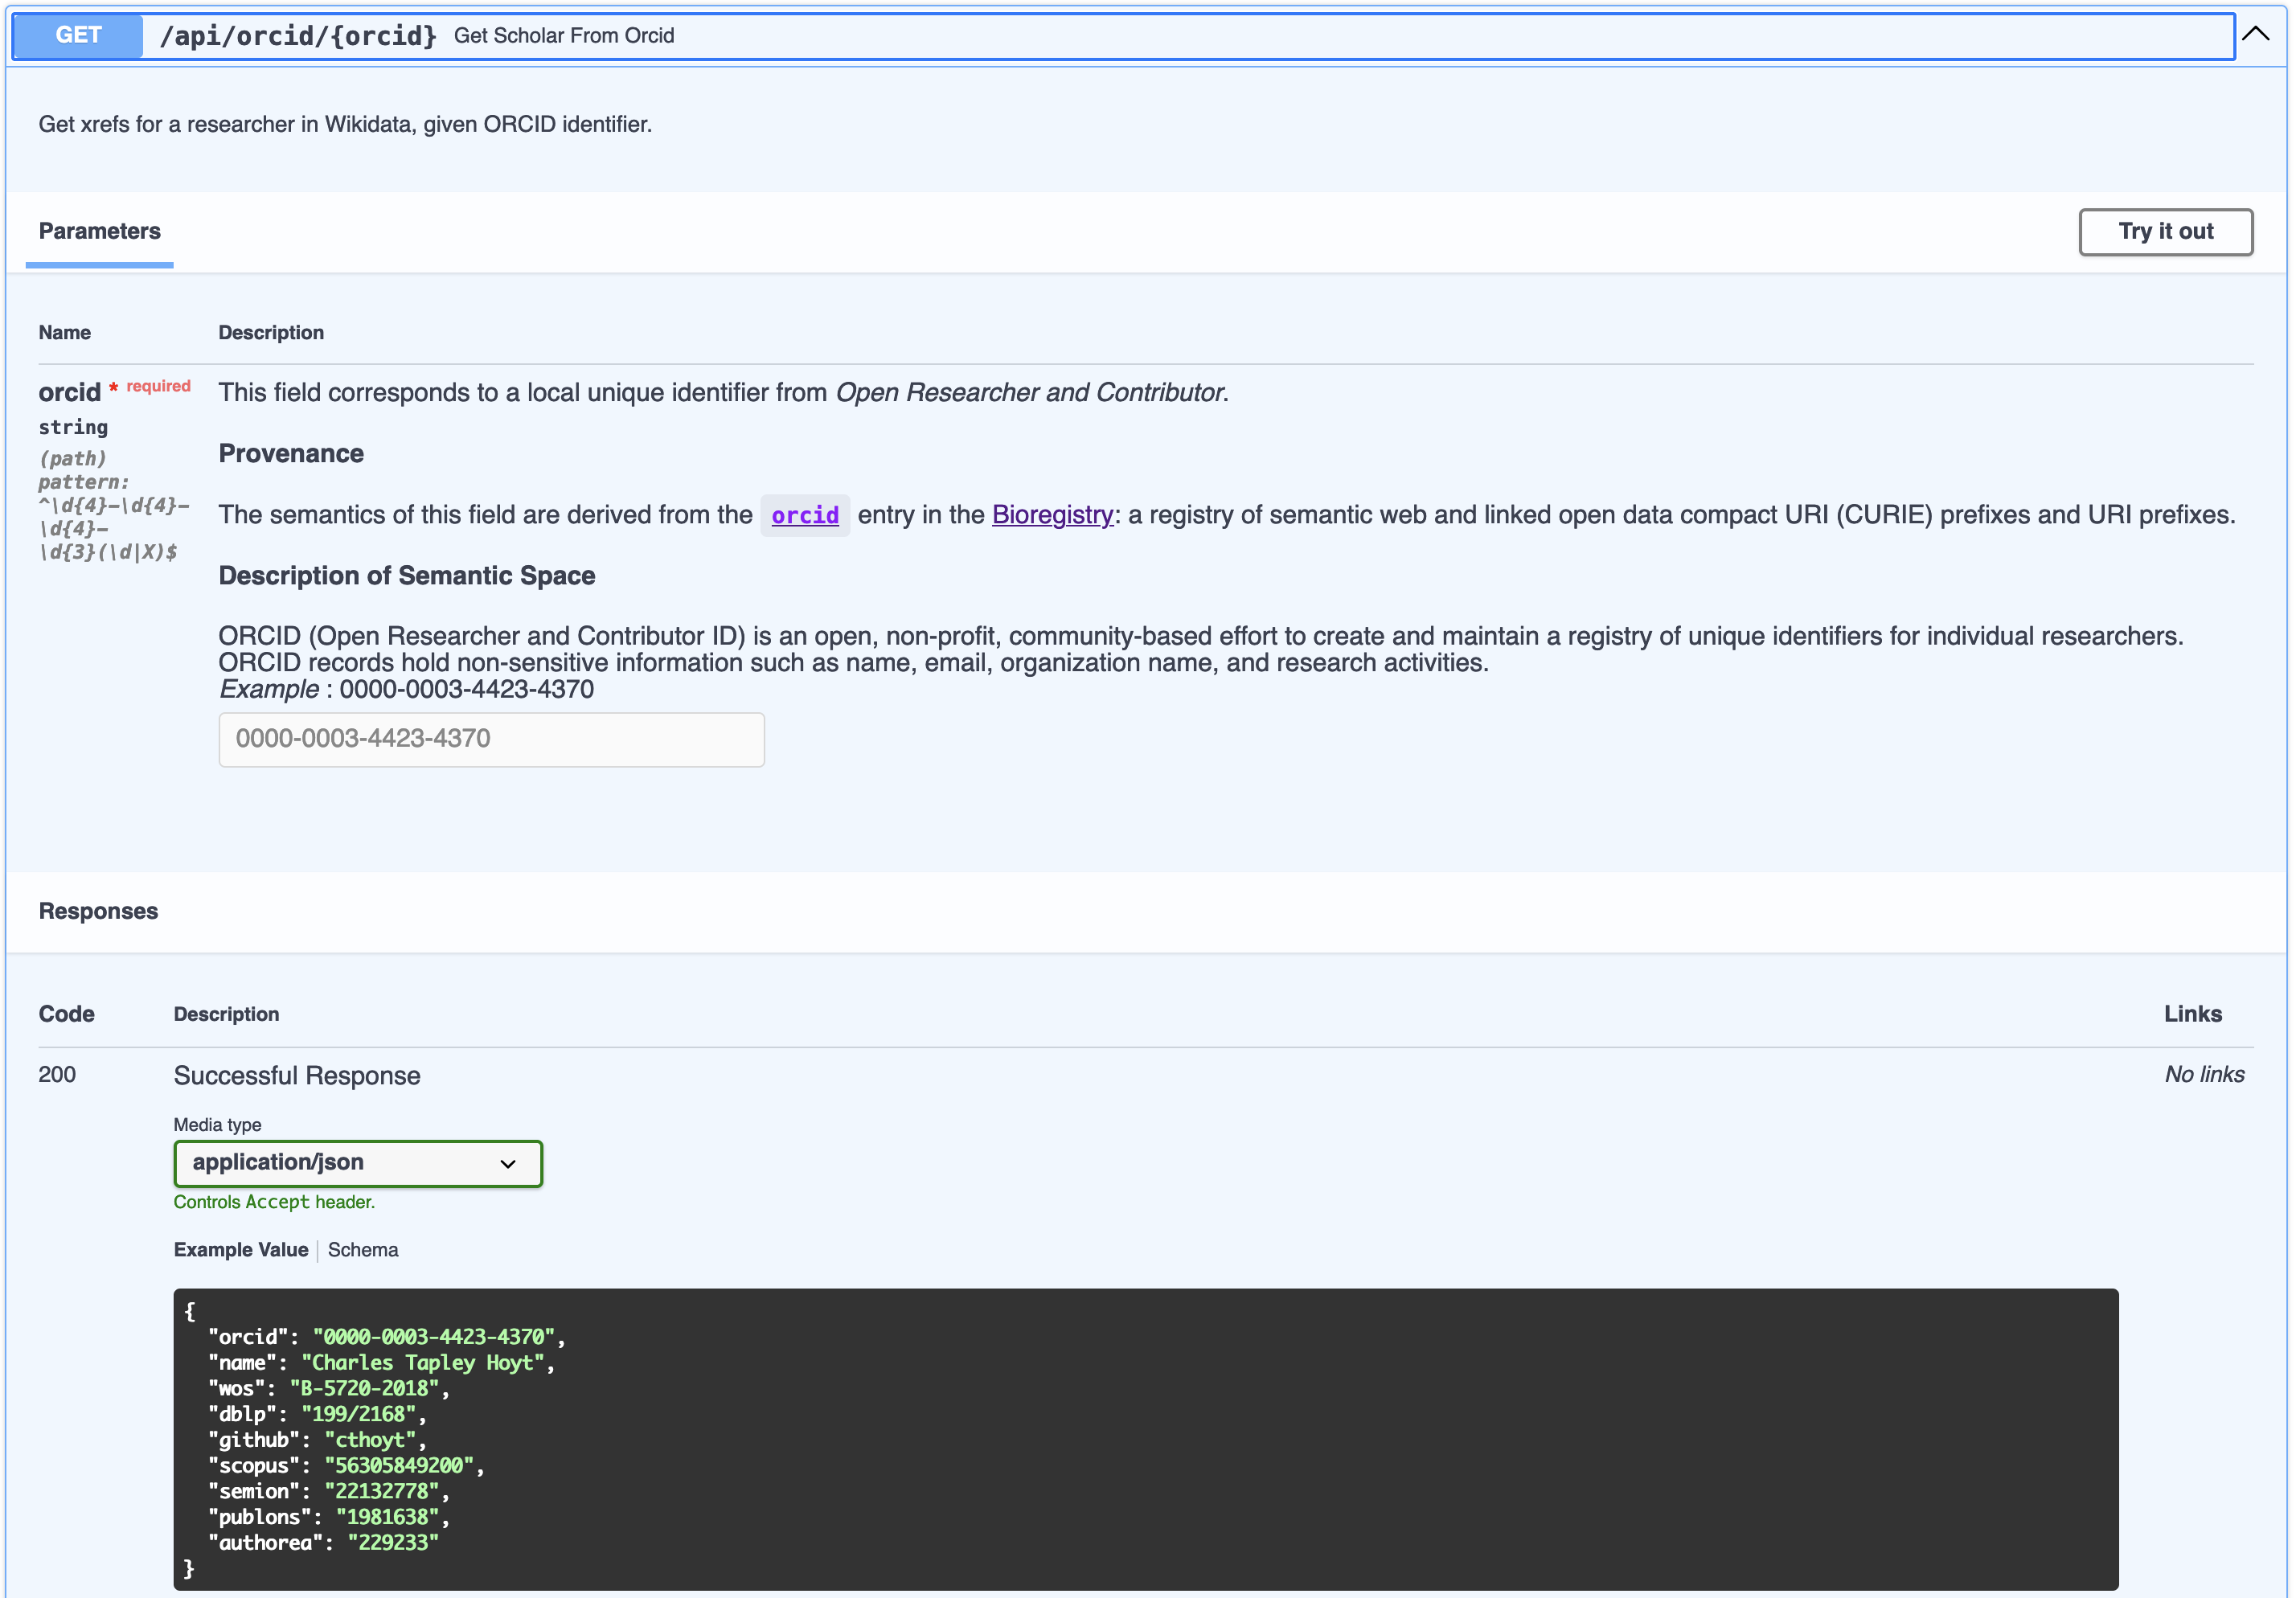 GET /api/orcid/{orcid} Get Scholar From Orcid
Get xrefs for a researcher in Wikidata, given ORCID identifier.
Parameters
Try it out
Name Description
orcid * required
string
(path)
pattern:
^\d{4}-\d{4}-
\d{4}-
\d{3}(\d|X)$
This field corresponds to a local unique identifier from Open Researcher and Contributor.
Provenance
The semantics of this field are derived from the orcid entry in the Bioregistry: a registry of semantic web and linked open data compact URI (CURIE) prefixes and URI prefixes.
Description of Semantic Space
ORCID (Open Researcher and Contributor ID) is an open, non-profit, community-based effort to create and maintain a registry of unique identifiers for individual researchers.
ORCID records hold non-sensitive information such as name, email, organization name, and research activities.
Example : 0000-0003-4423-4370
0000-0003-4423-4370
Responses
Code Description Links
200 Successful Response No links
Media type
application/json
Controls Accept header.
Example Value Schema
{
"orcid": "0000-0003-4423-4370",
"name": "Charles Tapley Hoyt",
"wos": "B-5720-2018",
"dblp": "199/2168",
"github": "cthoyt",
"scopus": "56305849200",
"semion": "22132778",
"publons": "1981638",
"authorea": "229233"
}